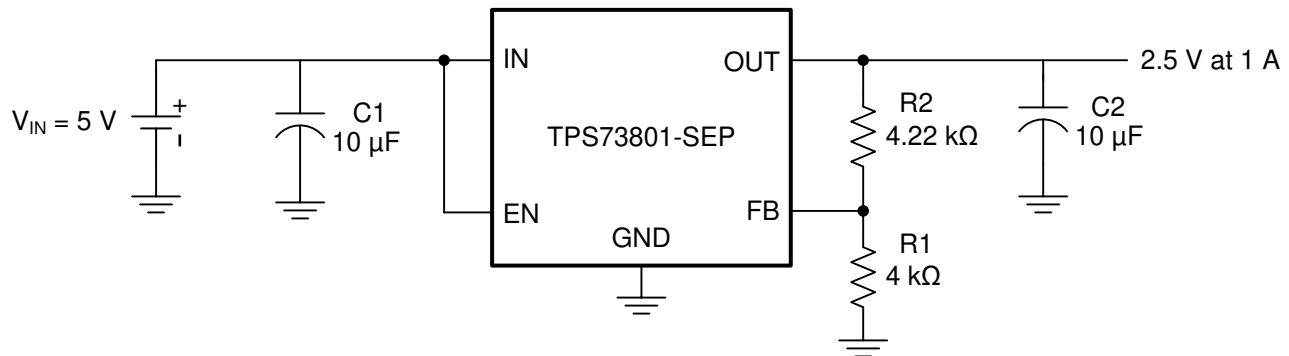 V_IN = 5 V
+
-
C1
10 µF
IN
EN
GND
TPS73801-SEP
OUT
FB
R2
4.22 kΩ
R1
4 kΩ
C2
10 µF
2.5 V at 1 A